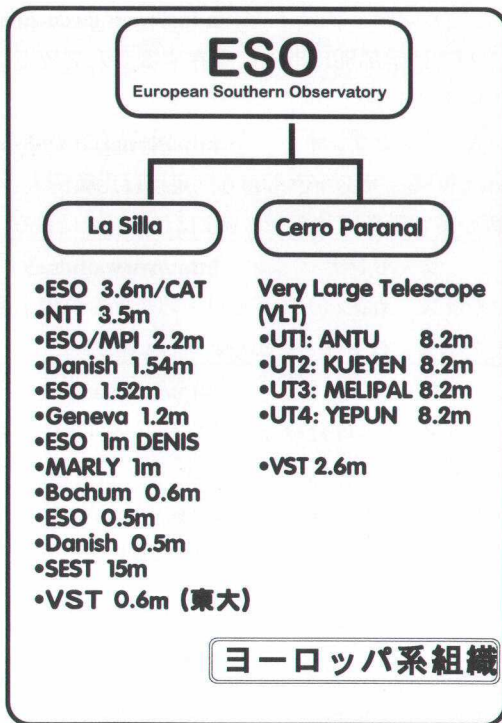 ESO
European Southern Observatory
La Silla
•ESO 3.6m/CAT
•NTT 3.5m
•ESO/MPI 2.2m
•Danish 1.54m
•ESO 1.52m
•Geneva 1.2m
•ESO 1m DENIS
•MARLY 1m
•Bochum 0.6m
•ESO 0.5m
•Danish 0.5m
•SEST 15m
•VST 0.6m (東大)
Cerro Paranal
Very Large Telescope
(VLT)
•UT1: ANTU 8.2m
•UT2: KUEYEN 8.2m
•UT3: MELIPAL 8.2m
•UT4: YEPUN 8.2m
•VST 2.6m
ヨーロッパ系組織